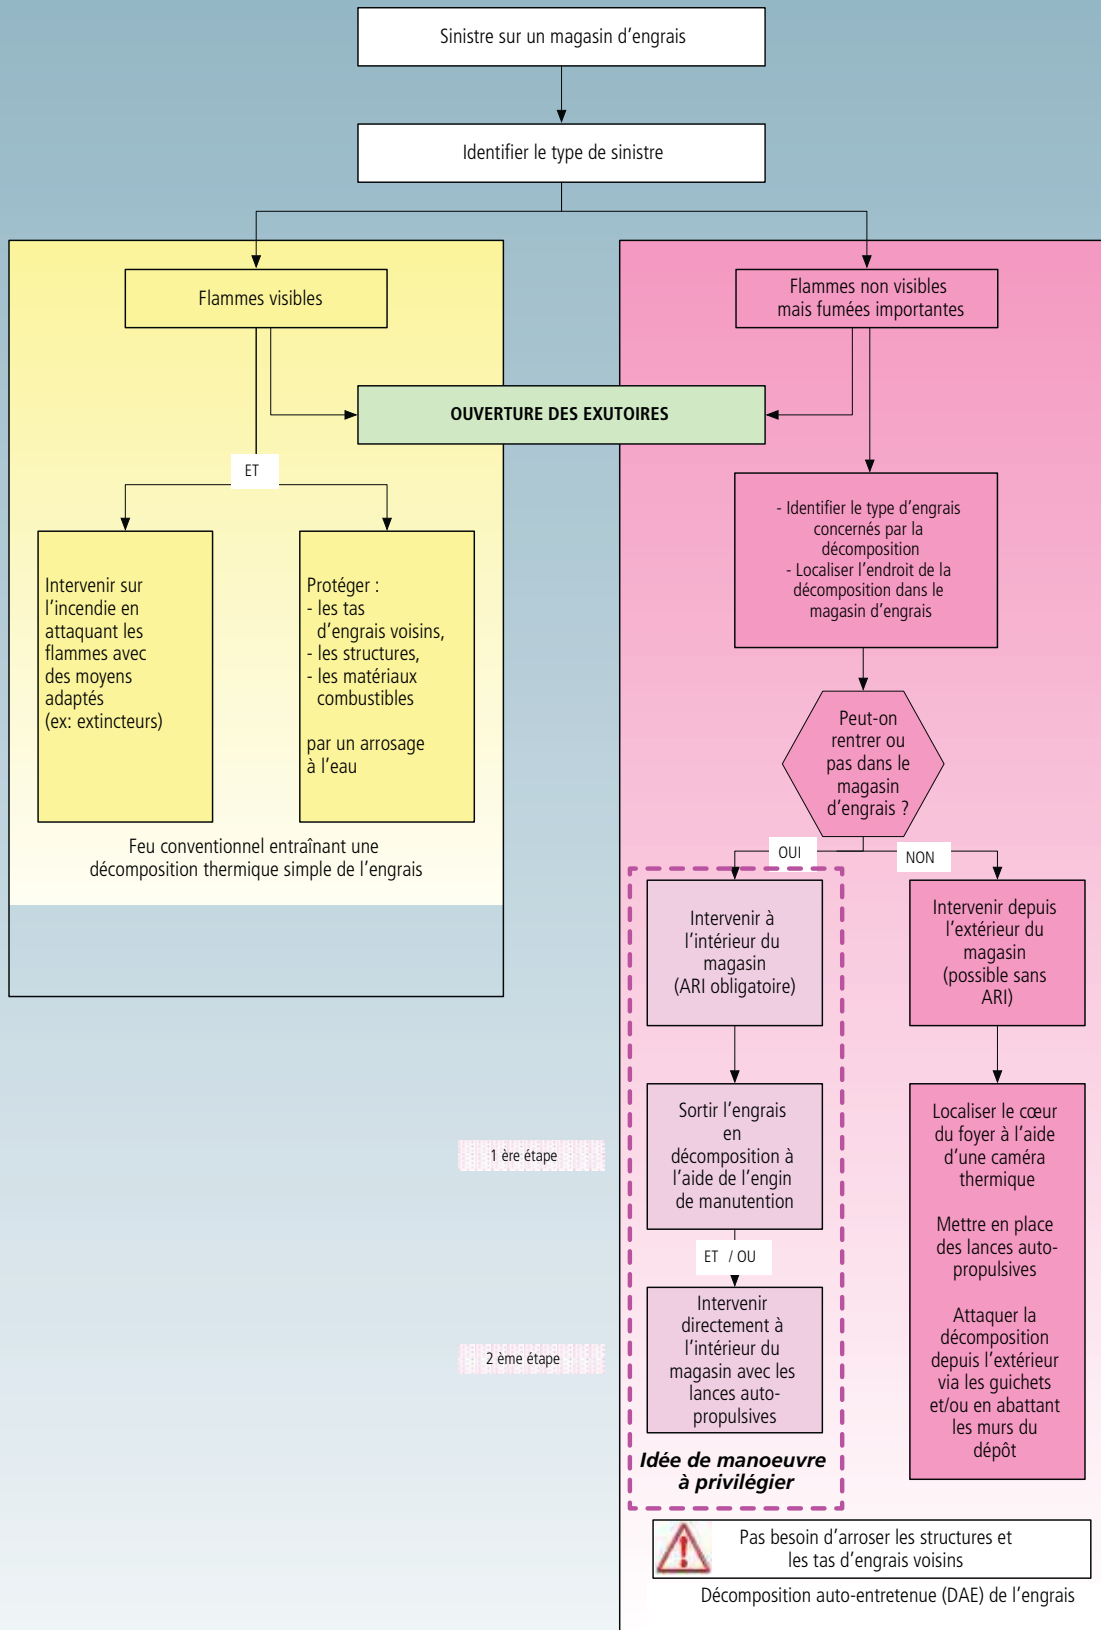 Sinistre sur un magasin d'engrais
Identifier le type de sinistre
Flammes visibles
Flammes non visibles
mais fumées importantes
OUVERTURE DES EXUTOIRES
ET
Intervenir sur
l'incendie en
attaquant les
flammes avec
des moyens
adaptés
(ex: extincteurs)
Protéger :
- les tas
d'engrais voisins,
- les structures,
- les matériaux
combustibles
par un arrosage
à l'eau
Feu conventionnel entraînant une
décomposition thermique simple de l'engrais
- Identifier le type d'engrais
concernés par la
décomposition
- Localiser l'endroit de la
décomposition dans le
magasin d'engrais
Peut-on
rentrer ou
pas dans le
magasin
d'engrais ?
OUI
NON
Intervenir à
l'intérieur du
magasin
(ARI obligatoire)
Intervenir depuis
l'extérieur du
magasin
(possible sans
ARI)
1 ère étape
Sortir l'engrais
en
décomposition à
l'aide de l'engin
de manutention
ET / OU
2 ème étape
Intervenir
directement à
l'intérieur du
magasin avec les
lances auto-
propulsives
Idée de manoeuvre
à privilégier
Localiser le cœur
du foyer à l'aide
d'une caméra
thermique
Mettre en place
des lances auto-
propulsives
Attaquer la
décomposition
depuis l'extérieur
via les guichets
et/ou en abattant
les murs du
dépôt
Pas besoin d'arroser les structures et
les tas d'engrais voisins
Décomposition auto-entretenue (DAE) de l'engrais